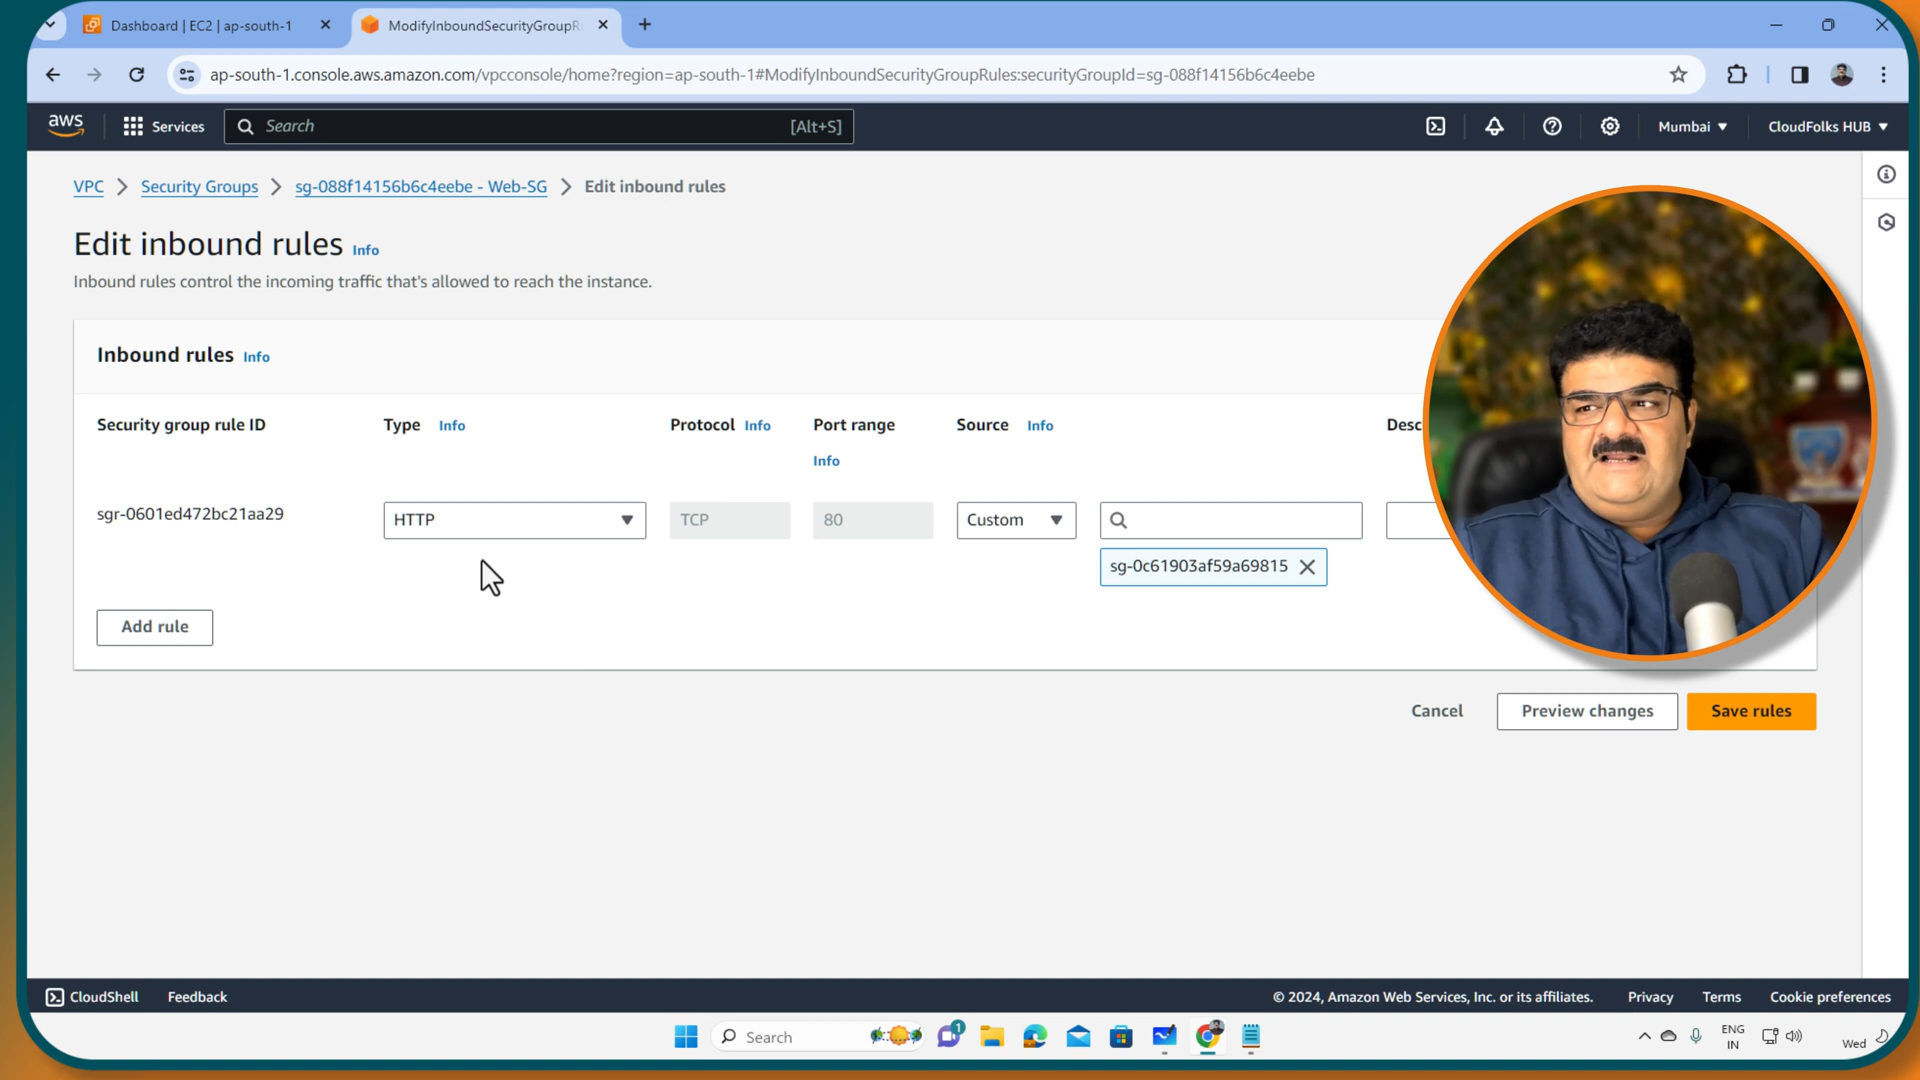 Dashboard | EC2 | ap-south-1
ModifyInboundSecurityGroupR
ap-south-1.console.aws.amazon.com/vpcconsole/home?region=ap-south-1#ModifyInboundSecurityGroupRules:securityGroupId=sg-088f14156b6c4eebe
aws Services Search [Alt+S] Mumbai CloudFolks HUB
VPC Security Groups sg-088f14156b6c4eebe - Web-SG Edit inbound rules
Edit inbound rules Info
Inbound rules control the incoming traffic that's allowed to reach the instance.
Inbound rules Info
Security group rule ID Type Info Protocol Info Port range Source Info Desc
Info
sgr-0601ed472bc21aa29 HTTP TCP 80 Custom
sg-0c61903af59a69815
Add rule
Cancel Preview changes Save rules
CloudShell Feedback © 2024, Amazon Web Services, Inc. or its affiliates. Privacy Terms Cookie preferences
Search 1 ENG
IN
Wed